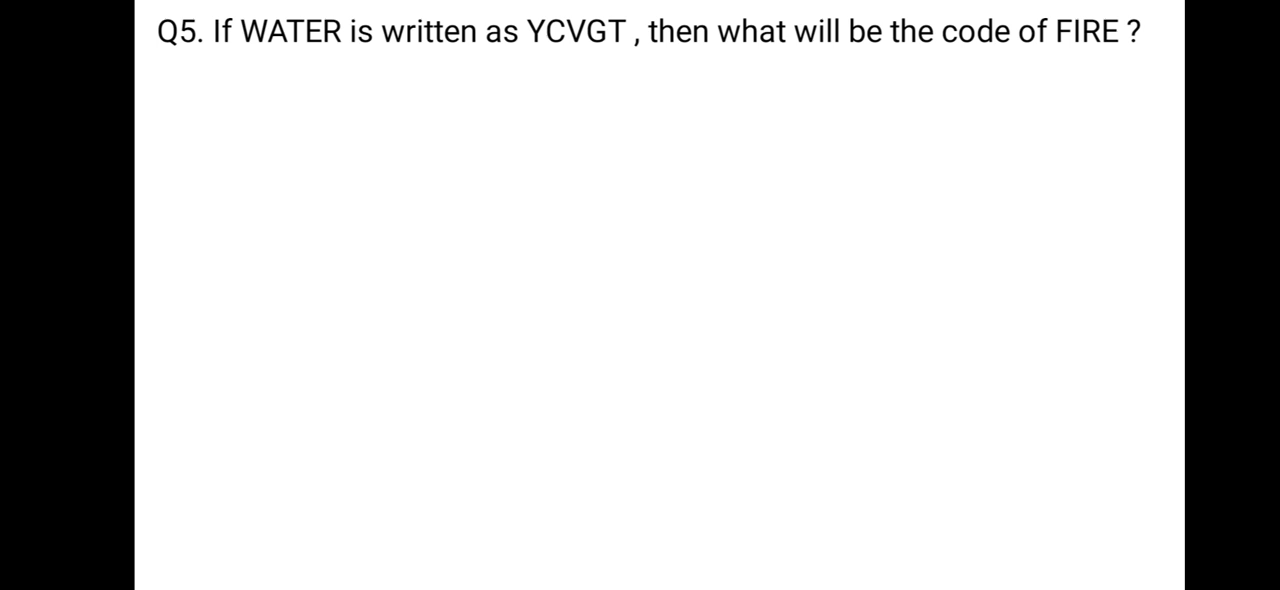 Q5. If WATER is written as YCVGT , then what will be the code of FIRE ?